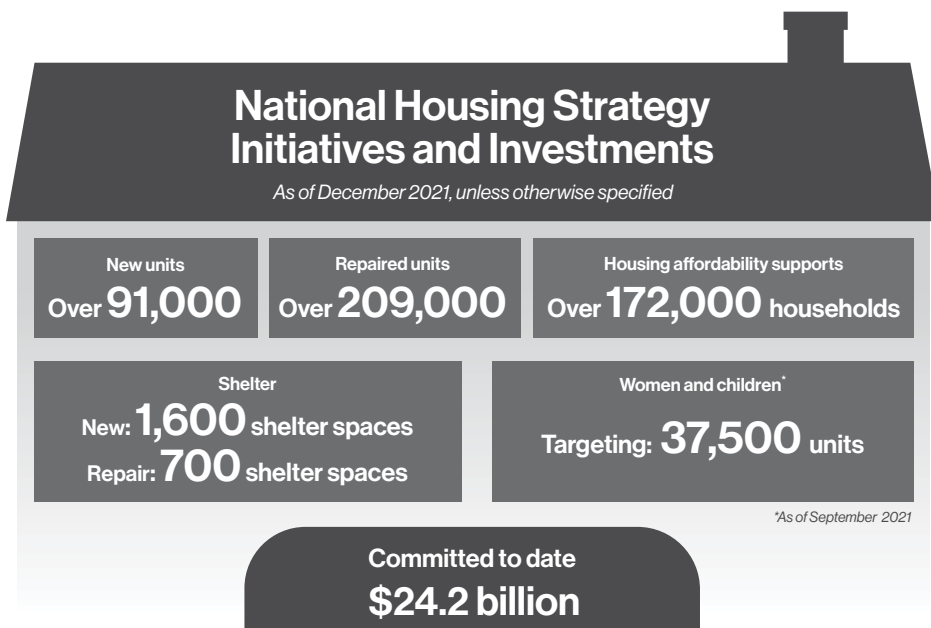 National Housing Strategy
Initiatives and Investments
As of December 2021, unless otherwise specified
New units
Over 91,000
Repaired units
Over 209,000
Housing affordability supports
Over 172,000 households
Shelter
New: 1,600 shelter spaces
Repair: 700 shelter spaces
Women and children*
Targeting: 37,500 units
*As of September 2021
Committed to date
$24.2 billion